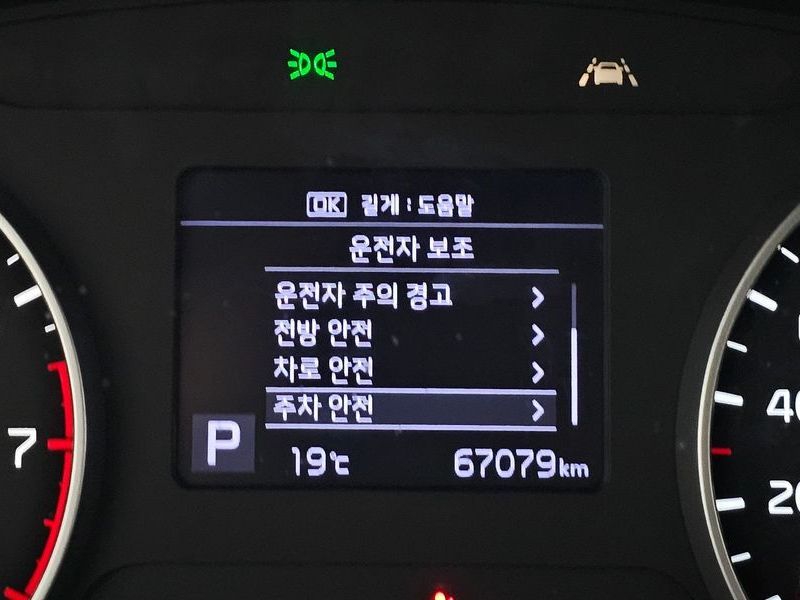 OK 길게 : 도움말
운전자 보조
운전자 주의 경고
전방 안전
차로 안전
주차 안전
P
19℃
67079km
7
40
20